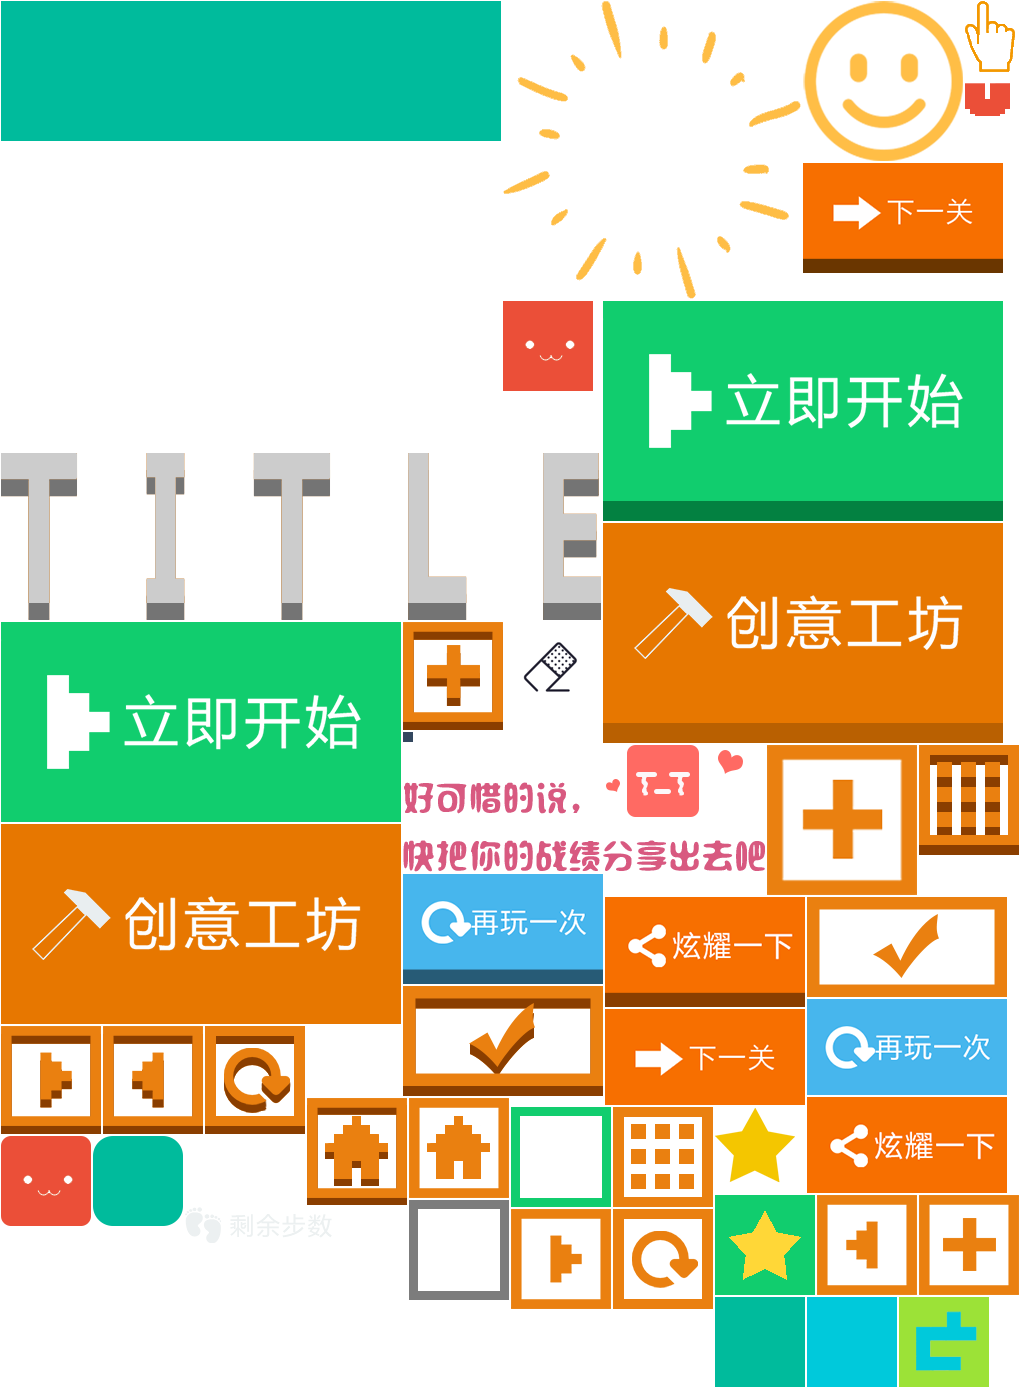 下一关
立即开始
TITLE
创意工坊
立即开始
好可惜的说，
快把你的战绩分享出去吧
创意工坊
再玩一次
炫耀一下
下一关
再玩一次
炫耀一下
剩余步数